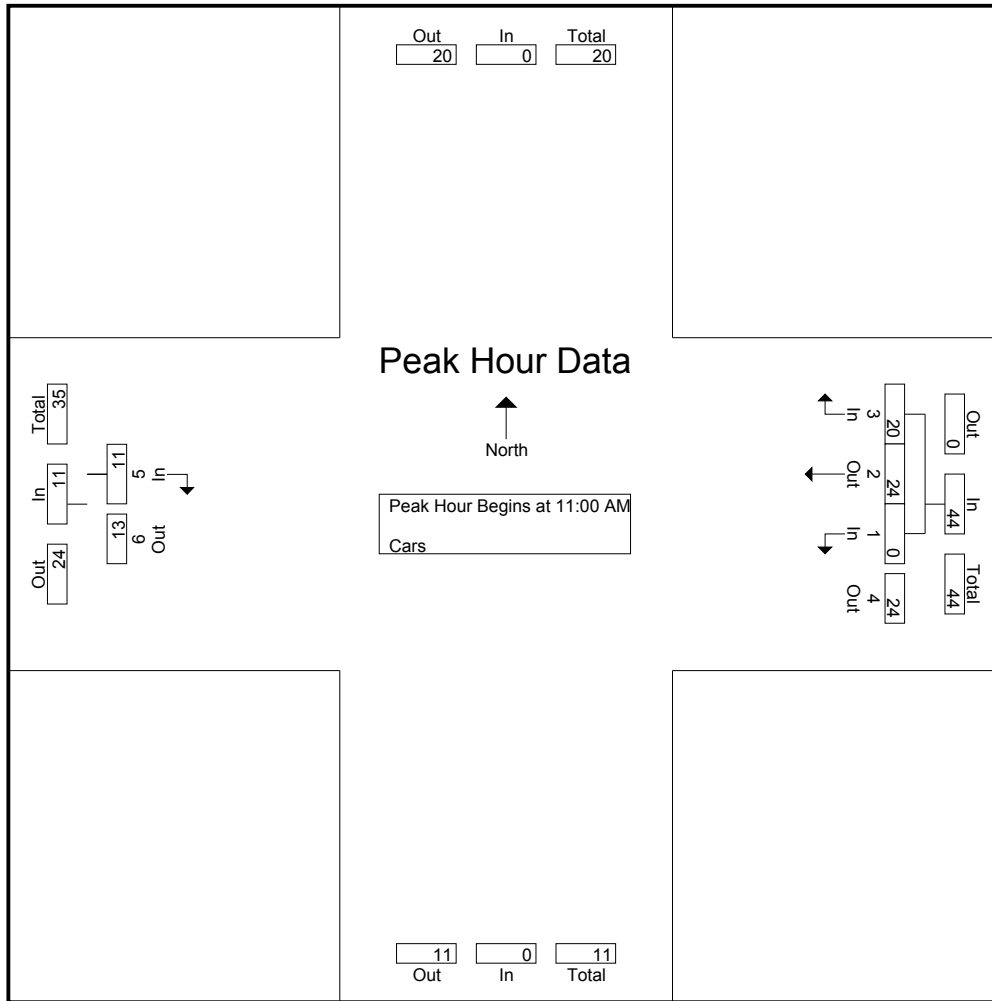 Out In Total
20 0 20
Peak Hour Data
North
Peak Hour Begins at 11:00 AM
Cars
Total
35
In
11
Out
24
11
5
In
13
6
Out
In
3
20
Out
2
24
In
1
0
Out
4
24
Out
0
In
44
Total
44
11 0 11
Out In Total